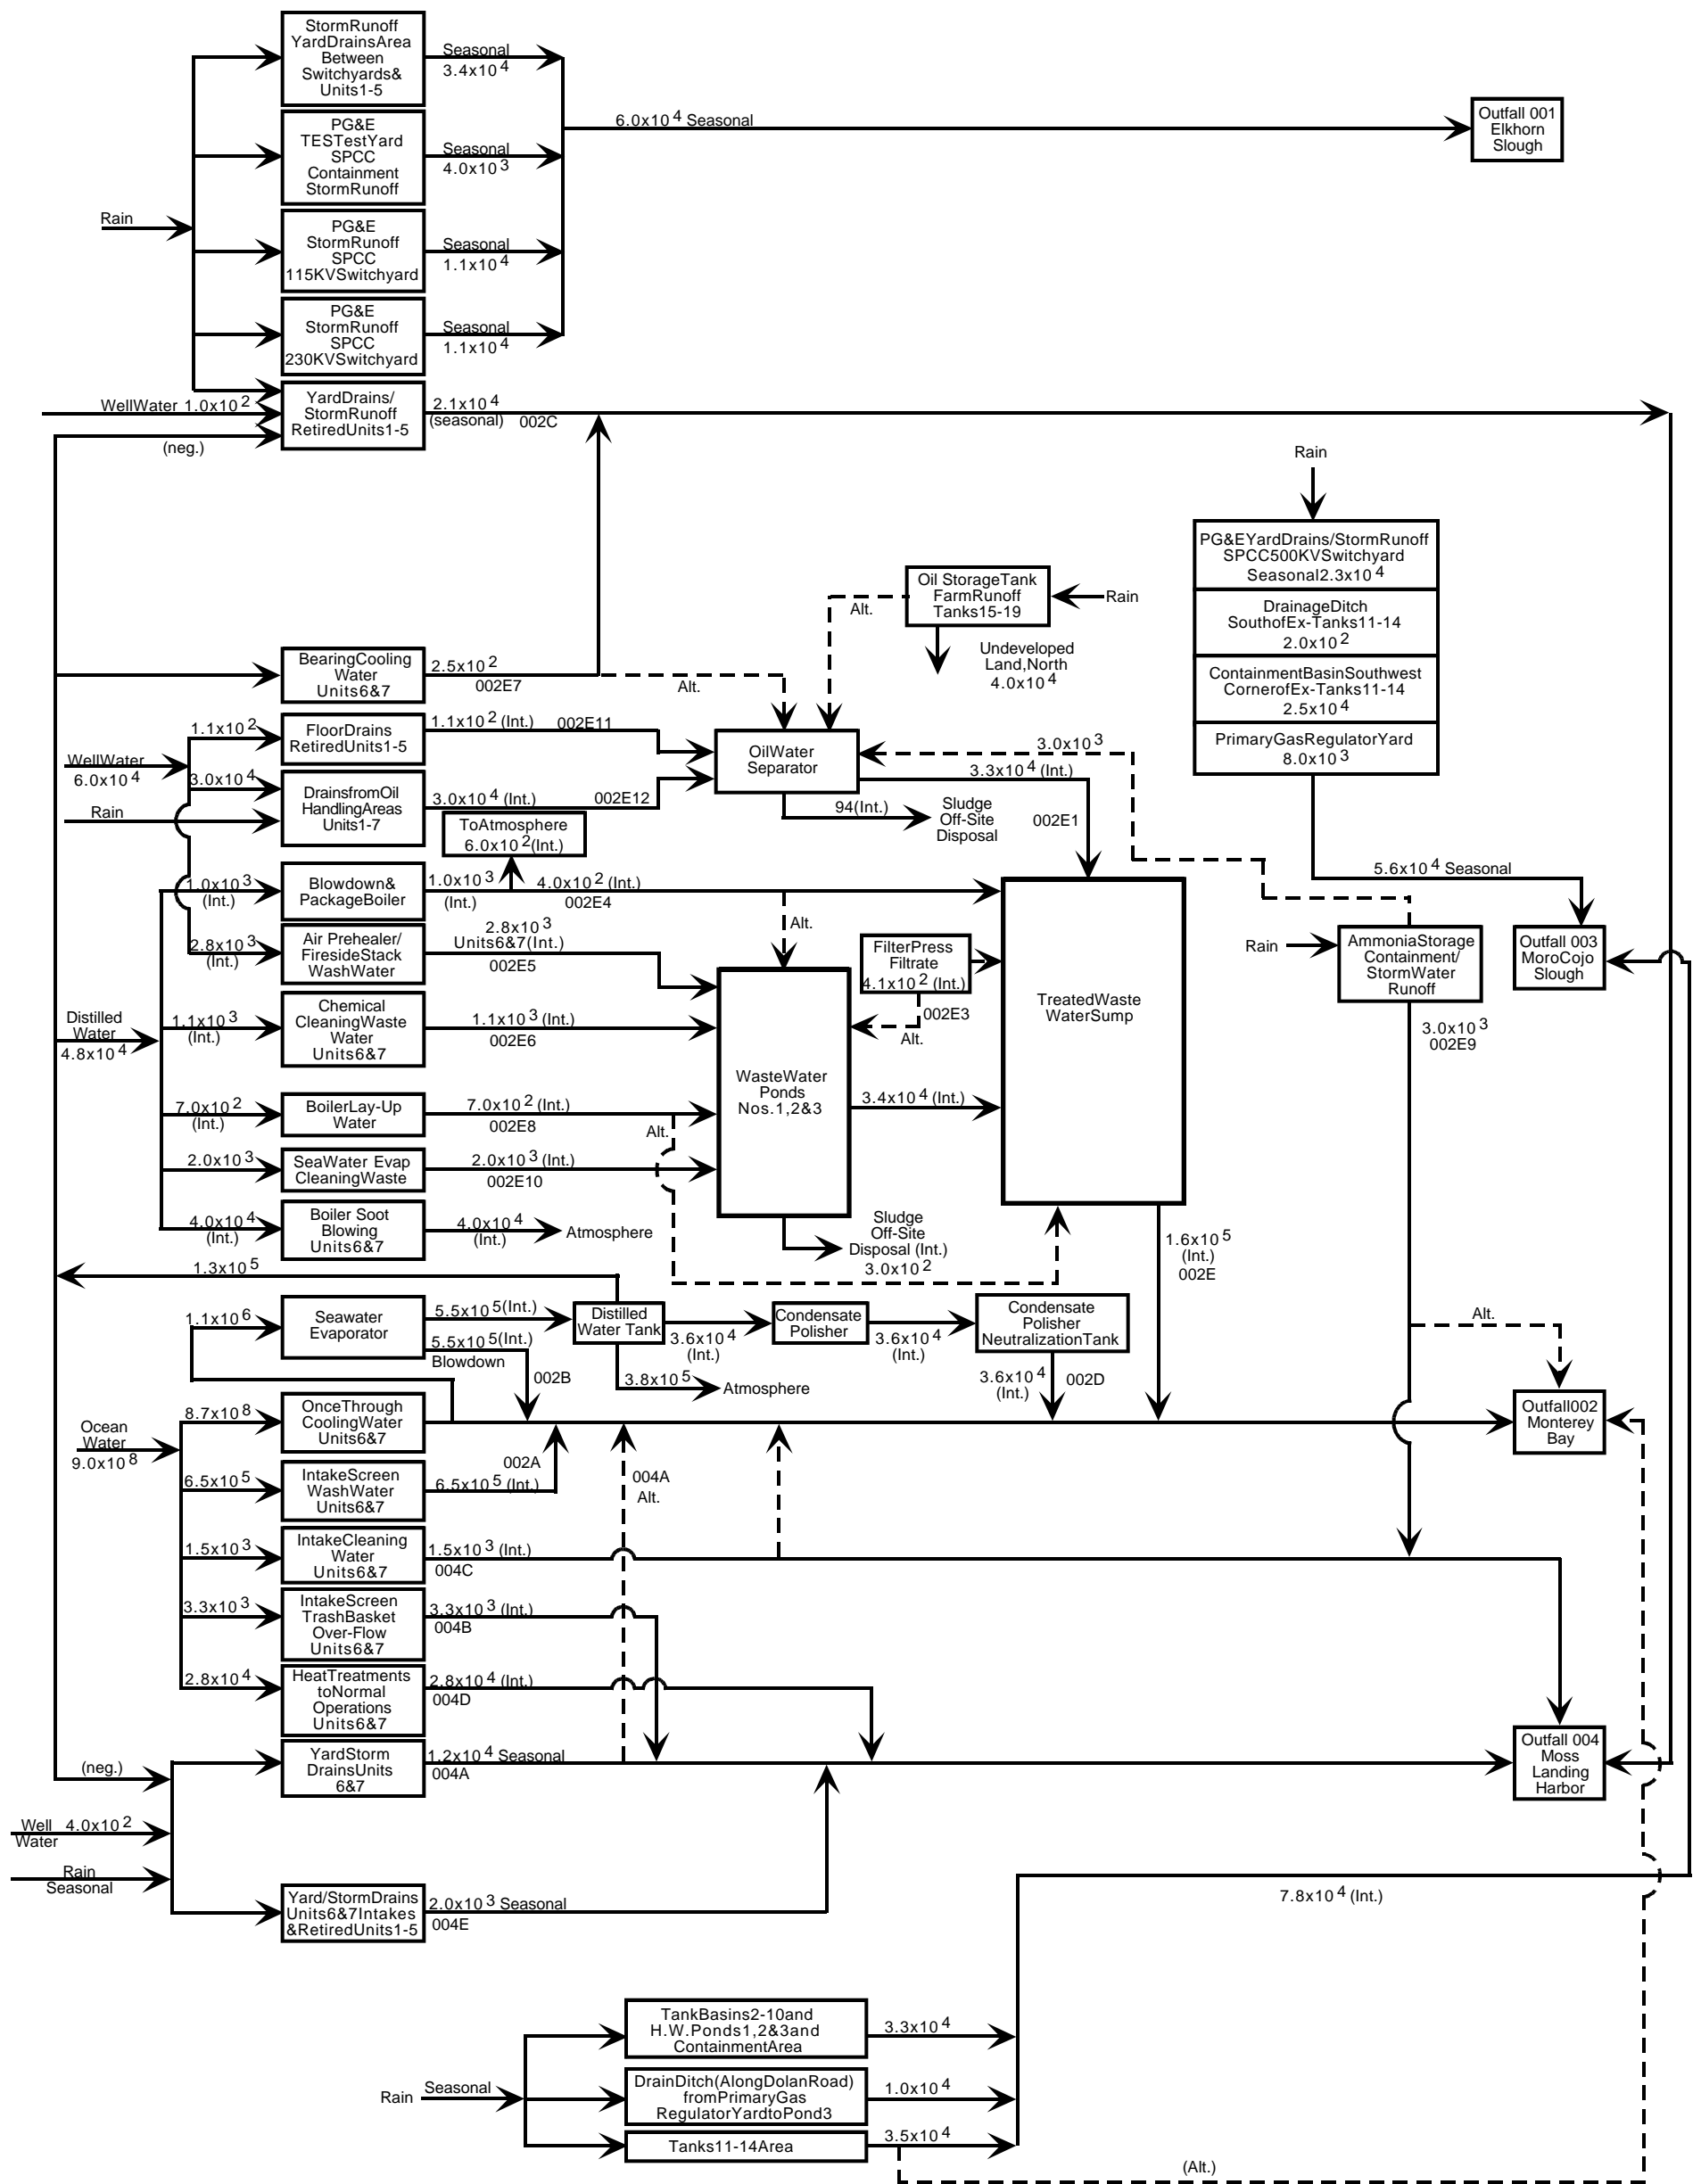 StormRunoff
YardDrainsArea
Between
Switchyards&
Units1-5
Seasonal
3.4x10 4
PG&E
TESTestYard
SPCC
Containment
StormRunoff
Seasonal
4.0x10 3
6.0x10 4 Seasonal
Outfall 001
Elkhorn
Slough
Rain
PG&E
StormRunoff
SPCC
115KVSwitchyard
Seasonal
1.1x10 4
PG&E
StormRunoff
SPCC
230KVSwitchyard
Seasonal
1.1x10 4
WellWater 1.0x10 2
(neg.)
YardDrains/
StormRunoff
RetiredUnits1-5
2.1x10 4
(seasonal) 002C
Rain
PG&EYardDrains/StormRunoff
SPCC500KVSwitchyard
Seasonal2.3x10 4
DrainageDitch
SouthofEx-Tanks11-14
2.0x10 2
ContainmentBasinSouthwest
CornerofEx-Tanks11-14
2.5x10 4
PrimaryGasRegulatorYard
8.0x10 3
Oil StorageTank
FarmRunoff
Tanks15-19
Rain
Alt.
Undeveloped
Land,North
4.0x10 4
BearingCooling
Water
Units6&7
2.5x10 2
002E7
Alt.
1.1x10 2
FloorDrains
RetiredUnits1-5
1.1x10 2 (Int.) 002E11
WellWater
6.0x10 4
3.0x10 4
Rain
DrainsfromOil
HandlingAreas
Units1-7
3.0x10 4 (Int.) 002E12
OilWater
Separator
3.0x10 3
3.3x10 4 (Int.)
94(Int.)
Sludge
Off-Site
Disposal
002E1
ToAtmosphere
6.0x10 2(Int.)
1.0x10 3
(Int.)
Blowdown&
PackageBoiler
1.0x10 3
(Int.)
4.0x10 2 (Int.)
002E4
Alt.
5.6x10 4 Seasonal
2.8x10 3
(Int.)
Air Prehealer/
FiresideStack
WashWater
2.8x10 3
Units6&7(Int.)
002E5
FilterPress
Filtrate
4.1x10 2 (Int.)
002E3
Alt.
TreatedWaste
WaterSump
Rain
AmmoniaStorage
Containment/
StormWater
Runoff
3.0x10 3
002E9
Outfall 003
MoroCojo
Slough
Distilled
Water
4.8x10 4
1.1x10 3
(Int.)
Chemical
CleaningWaste
Water
Units6&7
1.1x10 3 (Int.)
002E6
WasteWater
Ponds
Nos.1,2&3
3.4x10 4 (Int.)
7.0x10 2
(Int.)
BoilerLay-Up
Water
7.0x10 2 (Int.)
002E8
Alt.
2.0x10 3
SeaWater Evap
CleaningWaste
2.0x10 3 (Int.)
002E10
4.0x10 4
(Int.)
Boiler Soot
Blowing
Units6&7
4.0x10 4
(Int.)
Atmosphere
Sludge
Off-Site
Disposal (Int.)
3.0x10 2
1.6x10 5
(Int.)
002E
1.3x10 5
1.1x10 6
Seawater
Evaporator
5.5x10 5(Int.)
5.5x10 5(Int.)
Blowdown
002B
Distilled
Water Tank
3.6x10 4
(Int.)
Condensate
Polisher
3.6x10 4
(Int.)
Condensate
Polisher
NeutralizationTank
3.6x10 4
(Int.)
002D
3.8x10 5
Atmosphere
Alt.
Ocean
Water
9.0x10 8
8.7x10 8
OnceThrough
CoolingWater
Units6&7
Outfall002
Monterey
Bay
6.5x10 5
IntakeScreen
WashWater
Units6&7
002A
6.5x10 5 (Int.)
004A
Alt.
1.5x10 3
IntakeCleaning
Water
Units6&7
1.5x10 3 (Int.)
004C
3.3x10 3
IntakeScreen
TrashBasket
Over-Flow
Units6&7
3.3x10 3 (Int.)
004B
2.8x10 4
HeatTreatments
toNormal
Operations
Units6&7
2.8x10 4 (Int.)
004D
(neg.)
YardStorm
DrainsUnits
6&7
1.2x10 4 Seasonal
004A
Outfall 004
Moss
Landing
Harbor
Well 4.0x10 2
Water
Rain
Seasonal
Yard/StormDrains
Units6&7Intakes
&RetiredUnits1-5
2.0x10 3 Seasonal
004E
7.8x10 4 (Int.)
TankBasins2-10and
H.W.Ponds1,2&3and
ContainmentArea
3.3x10 4
Rain
Seasonal
DrainDitch(AlongDolanRoad)
fromPrimaryGas
RegulatorYardtoPond3
1.0x10 4
Tanks11-14Area
3.5x10 4
(Alt.)